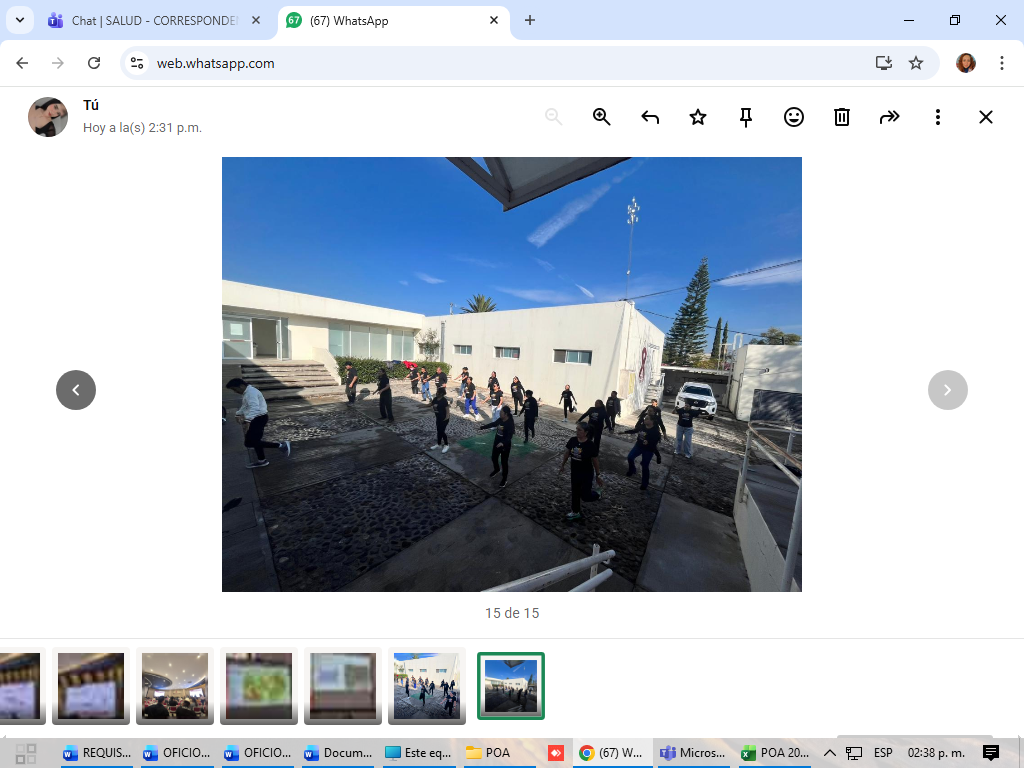 Chat | SALUD - CORRESPONDE
(67) WhatsApp
web.whatsapp.com
Tú
Hoy a la(s) 2:31 p.m.
15 de 15
REQUIS...
OFICIO...
OFICIO...
Docum...
Este eq...
POA
(67) W...
Micros...
POA 20...
ESP
02:38 p. m.